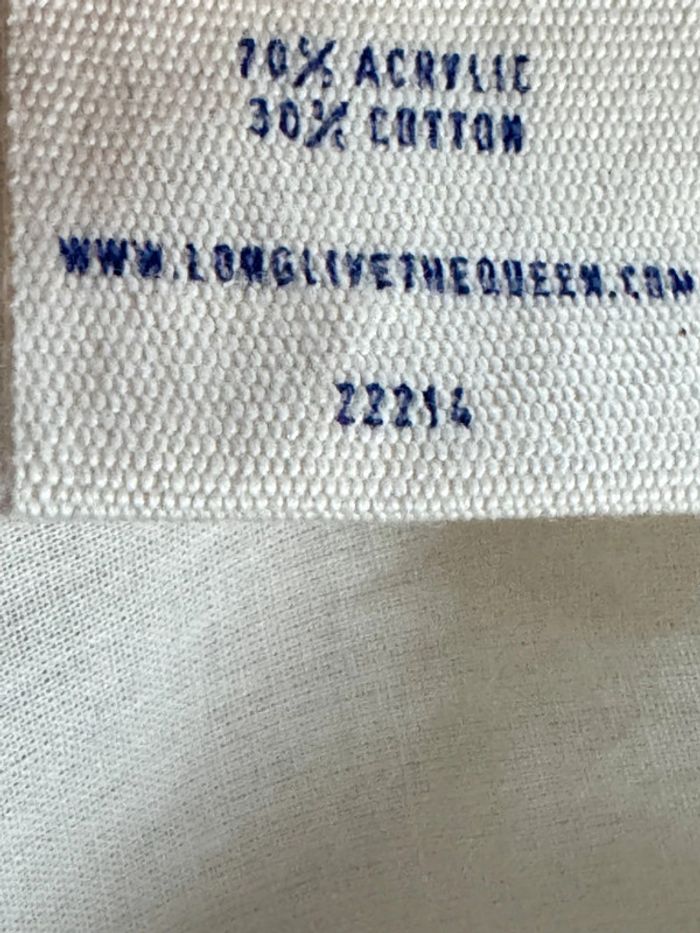 70% ACRYLIC
30% COTTON
WWW.LONGLIVETHEQUEEN.COM
22214